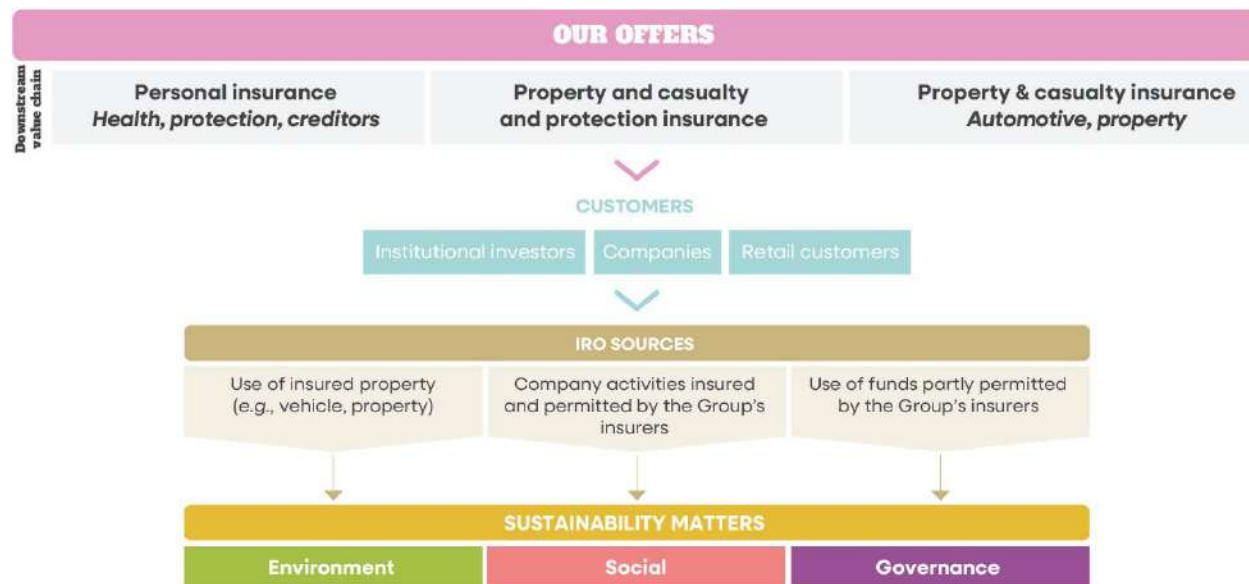 OUR OFFERS
Downstream
value chain
Personal insurance
Health, protection, creditors
Property and casualty
and protection insurance
Property & casualty insurance
Automotive, property
CUSTOMERS
Institutional investors
Companies
Retail customers
IRO SOURCES
Use of insured property
(e.g., vehicle, property)
Company activities insured
and permitted by the Group's
insurers
Use of funds partly permitted
by the Group's insurers
SUSTAINABILITY MATTERS
Environment
Social
Governance